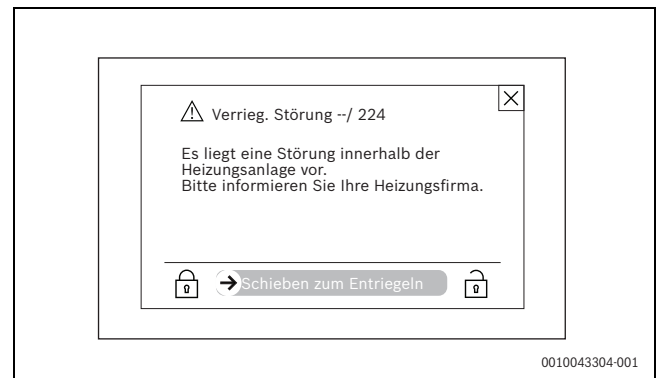 Verrieg. Störung --/ 224
Es liegt eine Störung innerhalb der
Heizungsanlage vor.
Bitte informieren Sie Ihre Heizungsfirma.
Schieben zum Entriegeln
0010043304-001